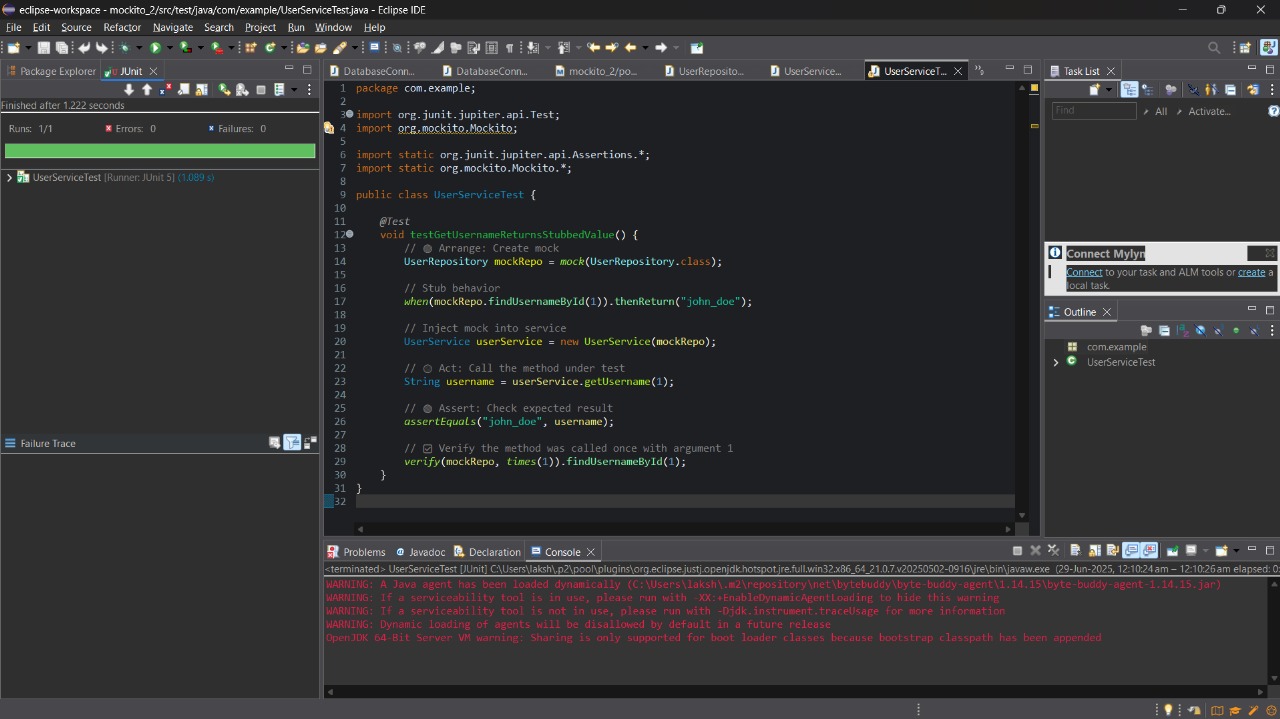 eclipse-workspace - mockito_2/src/test/java/com/example/UserServiceTest.java - Eclipse IDE
File Edit Source Refactor Navigate Search Project Run Window Help
Package Explorer JUnit
Finished after 1.222 seconds
Runs: 1/1 Errors: 0 Failures: 0
UserServiceTest [Runner: JUnit 5] (1.089 s)
Failure Trace
DatabaseConn... DatabaseConn... mockito_2/po... UserReposito... UserService.... UserServiceT...
1 package com.example;
2
3 import org.junit.jupiter.api.Test;
4 import org.mockito.Mockito;
5
6 import static org.junit.jupiter.api.Assertions.*;
7 import static org.mockito.Mockito.*;
8
9 public class UserServiceTest {
10
11 @Test
12 void testGetUsernameReturnsStubbedValue() {
13 // Arrange: Create mock
14 UserRepository mockRepo = mock(UserRepository.class);
15
16 // Stub behavior
17 when(mockRepo.findUsernameById(1)).thenReturn("john_doe");
18
19 // Inject mock into service
20 UserService userService = new UserService(mockRepo);
21
22 // Act: Call the method under test
23 String username = userService.getUsername(1);
24
25 // Assert: Check expected result
26 assertEquals("john_doe", username);
27
28 // ☑ Verify the method was called once with argument 1
29 verify(mockRepo, times(1)).findUsernameById(1);
30 }
31 }
32
Task List
Find All Activate...
Connect Mylyn
Connect to your task and ALM tools or create a
local task.
Outline
com.example
UserServiceTest
Problems Javadoc Declaration Console
<terminated> UserServiceTest [JUnit] C:\Users\laksh\.p2\pool\plugins\org.eclipse.justj.openjdk.hotspot.jre.full.win32.x86_64_21.0.7.v20250502-0916\jre\bin\javaw.exe (29-Jun-2025, 12:10:24 am – 12:10:26 am elapsed: 0:
WARNING: A Java agent has been loaded dynamically (C:\Users\laksh\.m2\repository\net\bytebuddy\byte-buddy-agent\1.14.15\byte-buddy-agent-1.14.15.jar)
WARNING: If a serviceability tool is in use, please run with -XX:+EnableDynamicAgentLoading to hide this warning
WARNING: If a serviceability tool is not in use, please run with -Djdk.instrument.traceUsage for more information
WARNING: Dynamic loading of agents will be disallowed by default in a future release
OpenJDK 64-Bit Server VM warning: Sharing is only supported for boot loader classes because bootstrap classpath has been appended